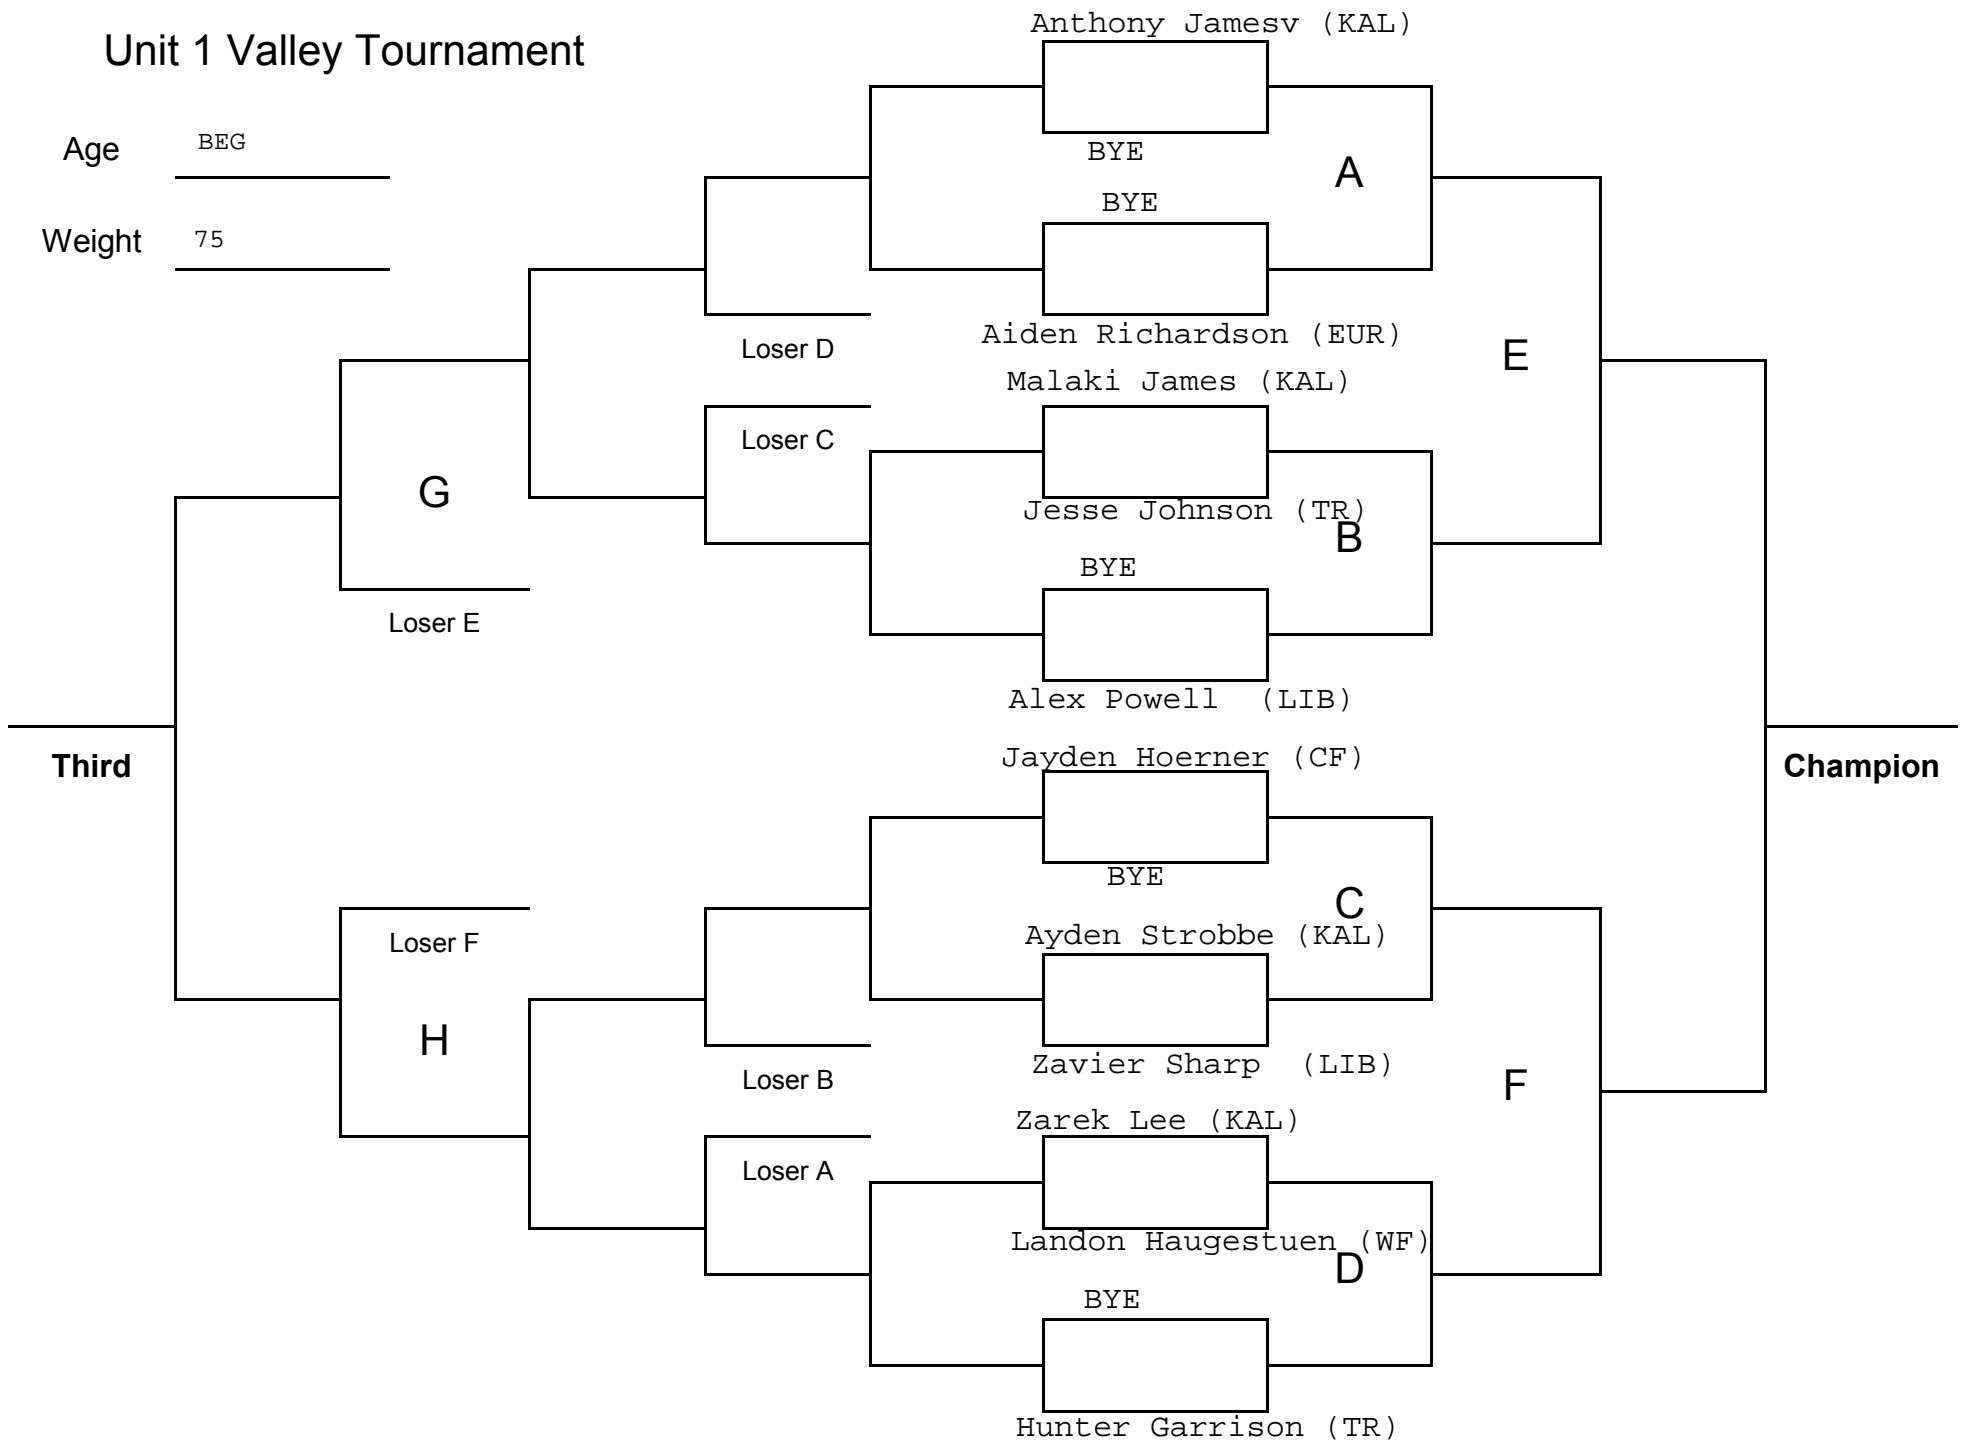 Anthony Jamesv (KAL)
Unit 1 Valley Tournament
Age BEG
BYE
A
BYE
Weight 75
Loser D
Aiden Richardson (EUR)
E
Malaki James (KAL)
Loser C
G
Jesse Johnson (TR)
B
BYE
Loser E
Alex Powell (LIB)
Jayden Hoerner (CF)
Third
Champion
BYE
C
Loser F
Ayden Strobbe (KAL)
H
Zavier Sharp (LIB)
Loser B
F
Zarek Lee (KAL)
Loser A
Landon Haugestuen (WF)
D
BYE
Hunter Garrison (TR)